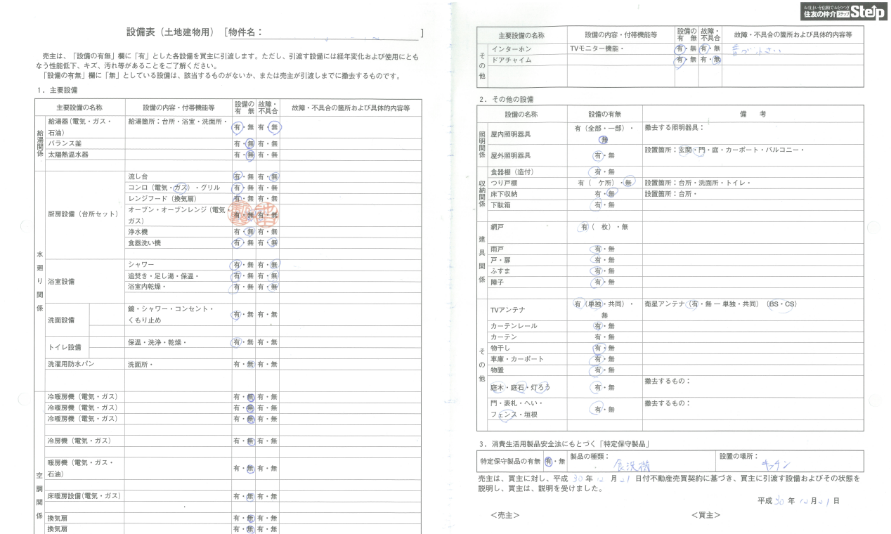 設備表（土地建物用）［物件名：　　］
売主は、「設備の有無」欄に「有」とした各設備を買主に引渡します。ただし、引渡す設備には経年変化および使用にとも
なう性能低下、キズ、汚れ等があることをご了解ください。
「設備の有無」欄に「無」としている設備は、該当するものがないか、または売主が引渡しまでに撤去するものです。
1．主要設備
主要設備の名称 設備の内容・付帯機能等 設備の有 無 故障・不具合 故障・不具合の箇所および具体的内容等
給湯関係
給湯器（電気・ガス・石油） 給湯箇所：台所・浴室・洗面所・ 有・無 有・無
バランス釜 有・無 有・無
太陽熱温水器 有・無 有・無
水廻り関係
厨房設備（台所セット）
流し台 有・無 有・無
コンロ（電気・ガス）・グリル 有・無 有・無
レンジフード（換気扇） 有・無 有・無
オーブン・オーブンレンジ（電気・ガス） 有・無 有・無
浄水機 有・無 有・無
食器洗い機 有・無 有・無
浴室設備
シャワー 有・無 有・無
追焚き・足し湯・保温・ 有・無 有・無
浴室内乾燥・ 有・無 有・無
洗面設備 鏡・シャワー・コンセント・くもり止め 有・無 有・無
トイレ設備 保温・洗浄・乾燥・ 有・無 有・無
洗濯用防水パン 洗面所・ 有・無 有・無
空調関係
冷暖房機（電気・ガス） 有・無 有・無
冷暖房機（電気・ガス） 有・無 有・無
冷暖房機（電気・ガス） 有・無 有・無
冷房機（電気・ガス） 有・無 有・無
暖房機（電気・ガス・石油） 有・無 有・無
床暖房設備（電気・ガス） 有・無 有・無
換気扇 有・無 有・無
換気扇 有・無 有・無
住友の仲介 Step
主要設備の名称 設備の内容・付帯機能等 設備の有 無 故障・不具合 故障・不具合の箇所および具体的内容等
その他
インターホン TVモニター機能・ 有・無 有・無
ドアチャイム 有・無 有・無
2．その他の設備
設備の名称 設備の有無 備　考
照明関係
屋内照明器具 有（全部・一部）・無 撤去する照明器具：
屋外照明器具 有・無 設置箇所：玄関・門・庭・カーポート・バルコニー・
収納関係
食器棚（造付） 有・無
つり戸棚 有（　ケ所）・無 設置箇所：台所・洗面所・トイレ・
床下収納 有・無 設置箇所：台所・
下駄箱 有・無
建具関係
網戸 有（　枚）・無
雨戸 有・無
戸・扉 有・無
ふすま 有・無
障子 有・無
その他
TVアンテナ 有（単独・共同）・無 衛星アンテナ（有・無 ー 単独・共同）（BS・CS）
カーテンレール 有・無
カーテン 有・無
物干し 有・無
車庫・カーポート 有・無
物置 有・無
庭木・庭石・灯ろう 有・無 撤去するもの：
門・表札・へい・フェンス・垣根 有・無 撤去するもの：
3．消費生活用製品安全法にもとづく「特定保守製品」
特定保守製品の有無 有・無 製品の種類： 食洗機 設置の場所： キッチン
売主は、買主に対し、平成 30 年 12 月 21 日付不動産売買契約に基づき、買主に引渡す設備およびその状態を
説明し、買主は、説明を受けました。
平成 30 年 12 月 21 日
＜売主＞　＜買主＞